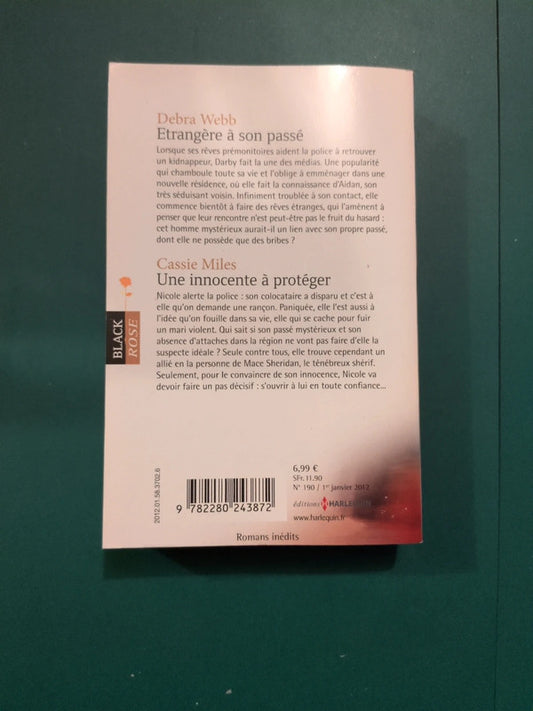 Debra Webb
Etrangère à son passé
Lorsque ses rêves prémonitoires aident la police à retrouver
un kidnappeur, Darby fait la une des médias. Une popularité
qui chamboule toute sa vie et l'oblige à emménager dans une
nouvelle résidence, où elle fait la connaissance d'Aidan, son
très séduisant voisin. Infiniment troublée à son contact, elle
commence bientôt à faire des rêves étranges, qui l'amènent à
penser que leur rencontre n'est peut-être pas le fruit du hasard :
cet homme mystérieux aurait-il un lien avec son propre passé,
dont elle ne possède que des bribes ?
Cassie Miles
Une innocente à protéger
Nicole alerte la police : son colocataire a disparu et c'est à
elle qu'on demande une rançon. Paniquée, elle l'est aussi à
l'idée qu'on fouille dans sa vie, elle qui se cache pour fuir
un mari violent. Qui sait si son passé mystérieux et son
absence d'attaches dans la région ne vont pas faire d'elle la
suspecte idéale ? Seule contre tous, elle trouve cependant un
allié en la personne de Mace Sheridan, le ténébreux shérif.
Seulement, pour le convaincre de son innocence, Nicole va
devoir faire un pas décisif : s'ouvrir à lui en toute confiance...
BLACK
ROSE
2012.01.58.3702.6
9 782280 243872
6,99 €
SFr. 11.90
N° 190 / 1er janvier 2012
éditions HARLEQUIN
www.harlequin.fr
Romans inédits